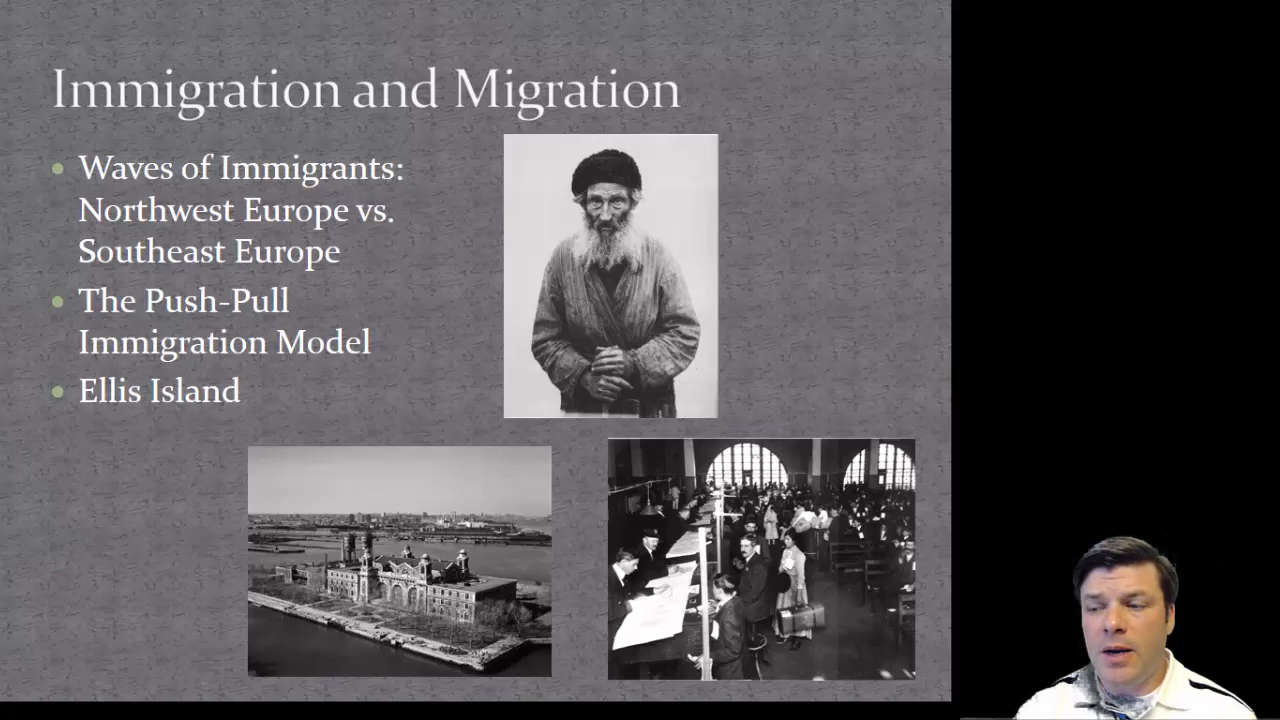 Immigration and Migration
Waves of Immigrants:
Northwest Europe vs.
Southeast Europe
The Push-Pull
Immigration Model
Ellis Island